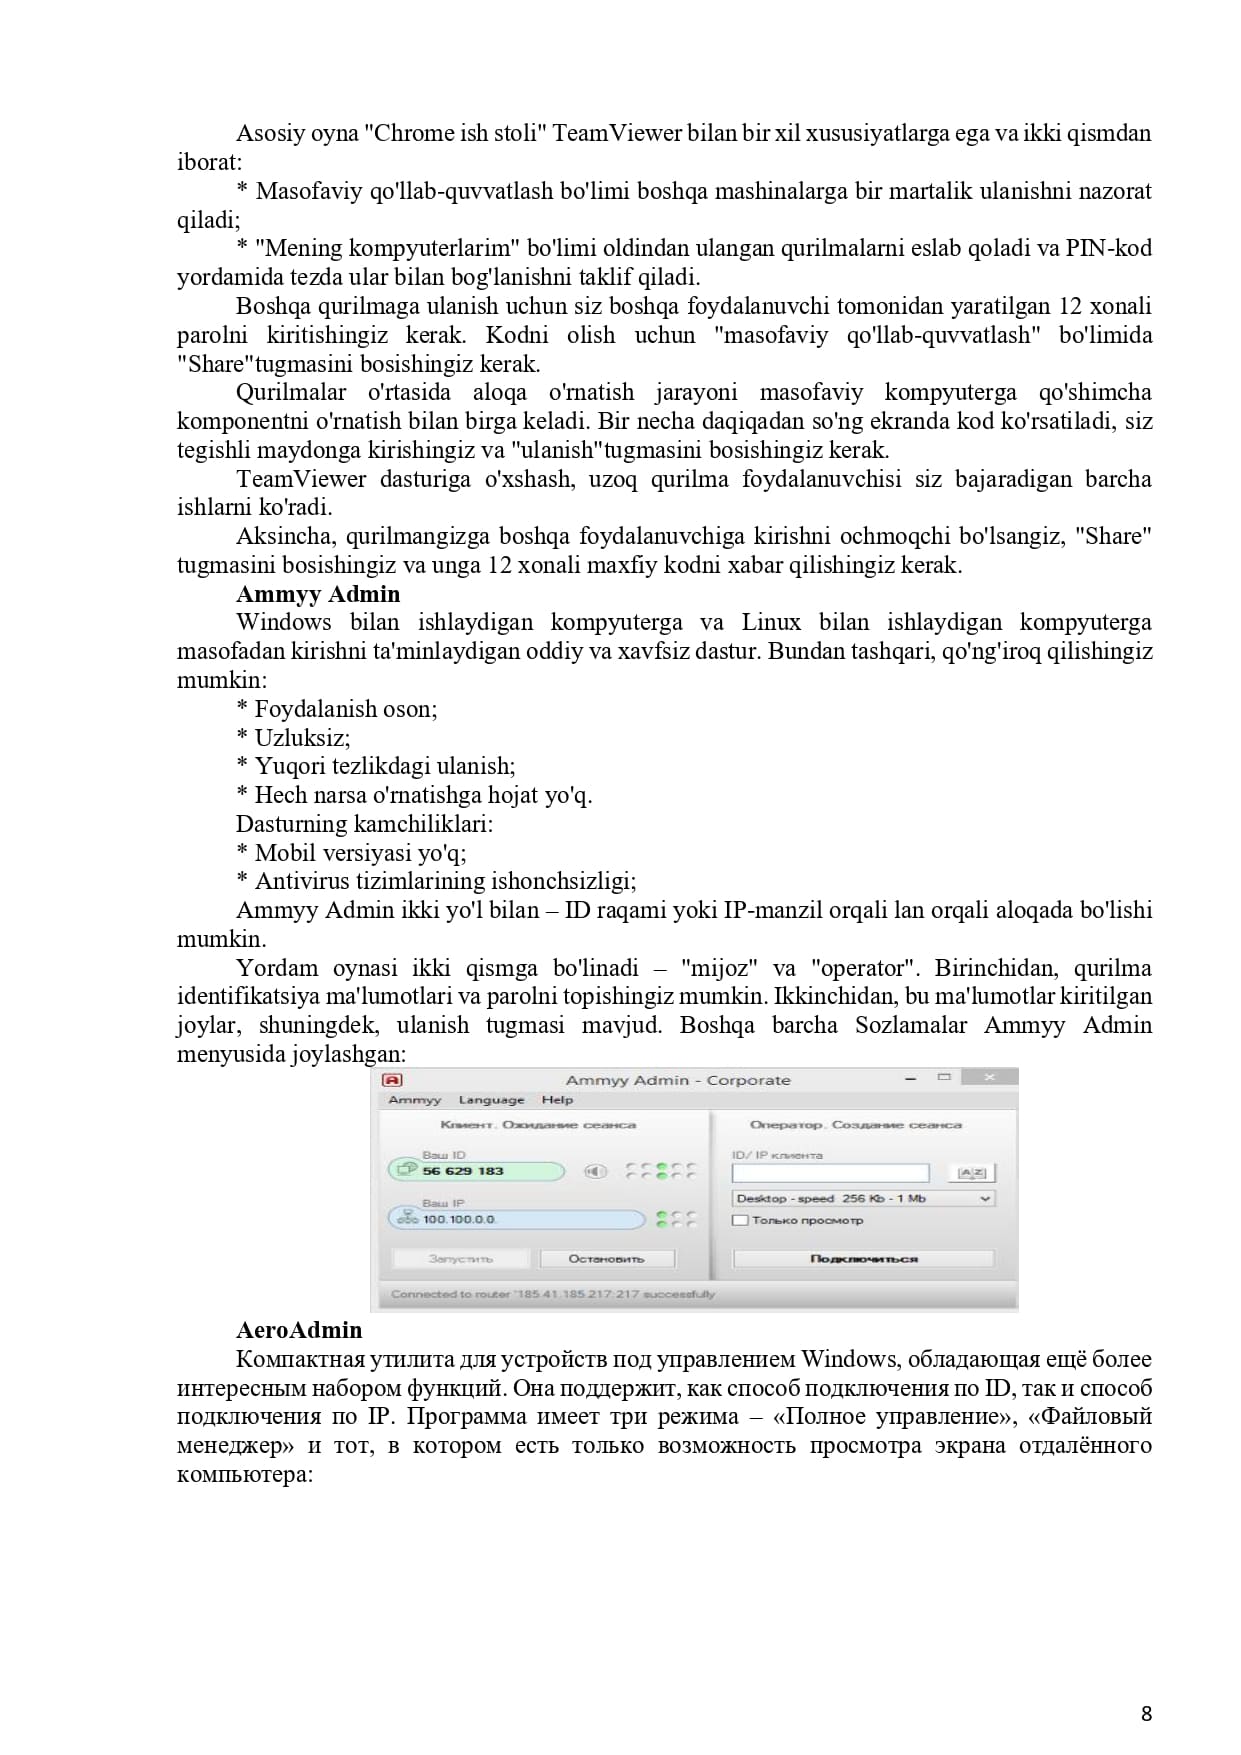 Asosiy oyna "Chrome ish stoli" TeamViewer bilan bir xil xususiyatlarga ega va ikki qismdan
iborat:
* Masofaviy qo'llab-quvvatlash bo'limi boshqa mashinalarga bir martalik ulanishni nazorat
qiladi;
* "Mening kompyuterlarim" bo'limi oldindan ulangan qurilmalarni eslab qoladi va PIN-kod
yordamida tezda ular bilan bog'lanishni taklif qiladi.
Boshqa qurilmaga ulanish uchun siz boshqa foydalanuvchi tomonidan yaratilgan 12 xonali
parolni kiritishingiz kerak. Kodni olish uchun "masofaviy qo'llab-quvvatlash" bo'limida
"Share"tugmasini bosishingiz kerak.
Qurilmalar o'rtasida aloqa o'rnatish jarayoni masofaviy kompyuterga qo'shimcha
komponentni o'rnatish bilan birga keladi. Bir necha daqiqadan so'ng ekranda kod ko'rsatiladi, siz
tegishli maydonga kirishingiz va "ulanish"tugmasini bosishingiz kerak.
TeamViewer dasturiga o'xshash, uzoq qurilma foydalanuvchisi siz bajaradigan barcha
ishlarni ko'radi.
Aksincha, qurilmangizga boshqa foydalanuvchiga kirishni ochmoqchi bo'lsangiz, "Share"
tugmasini bosishingiz va unga 12 xonali maxfiy kodni xabar qilishingiz kerak.
Ammyy Admin
Windows bilan ishlaydigan kompyuterga va Linux bilan ishlaydigan kompyuterga
masofadan kirishni ta'minlaydigan oddiy va xavfsiz dastur. Bundan tashqari, qo'ng'iroq qilishingiz
mumkin:
* Foydalanish oson;
* Uzluksiz;
* Yuqori tezlikdagi ulanish;
* Hech narsa o'rnatishga hojat yo'q.
Dasturning kamchiliklari:
* Mobil versiyasi yo'q;
* Antivirus tizimlarining ishonchsizligi;
Ammyy Admin ikki yo'l bilan – ID raqami yoki IP-manzil orqali lan orqali aloqada bo'lishi
mumkin.
Yordam oynasi ikki qismga bo'linadi – "mijoz" va "operator". Birinchidan, qurilma
identifikatsiya ma'lumotlari va parolni topishingiz mumkin. Ikkinchidan, bu ma'lumotlar kiritilgan
joylar, shuningdek, ulanish tugmasi mavjud. Boshqa barcha Sozlamalar Ammyy Admin
menyusida joylashgan:
Ammyy Admin - Corporate
Ammyy Language Help
Клиент. Ожидание сеанса
Оператор. Создание сеанса
Ваш ID
56 629 183
ID/ IP клиента
AZ
Ваш IP
100.100.0.0.
Desktop - speed 256 Kb - 1 Mb
Только просмотр
Запустить Остановить
Подключиться
Connected to router '185.41.185.217:217 successfully
AeroAdmin
Компактная утилита для устройств под управлением Windows, обладающая ещё более
интересным набором функций. Она поддержит, как способ подключения по ID, так и способ
подключения по IP. Программа имеет три режима – «Полное управление», «Файловый
менеджер» и тот, в котором есть только возможность просмотра экрана отдалённого
компьютера:
8